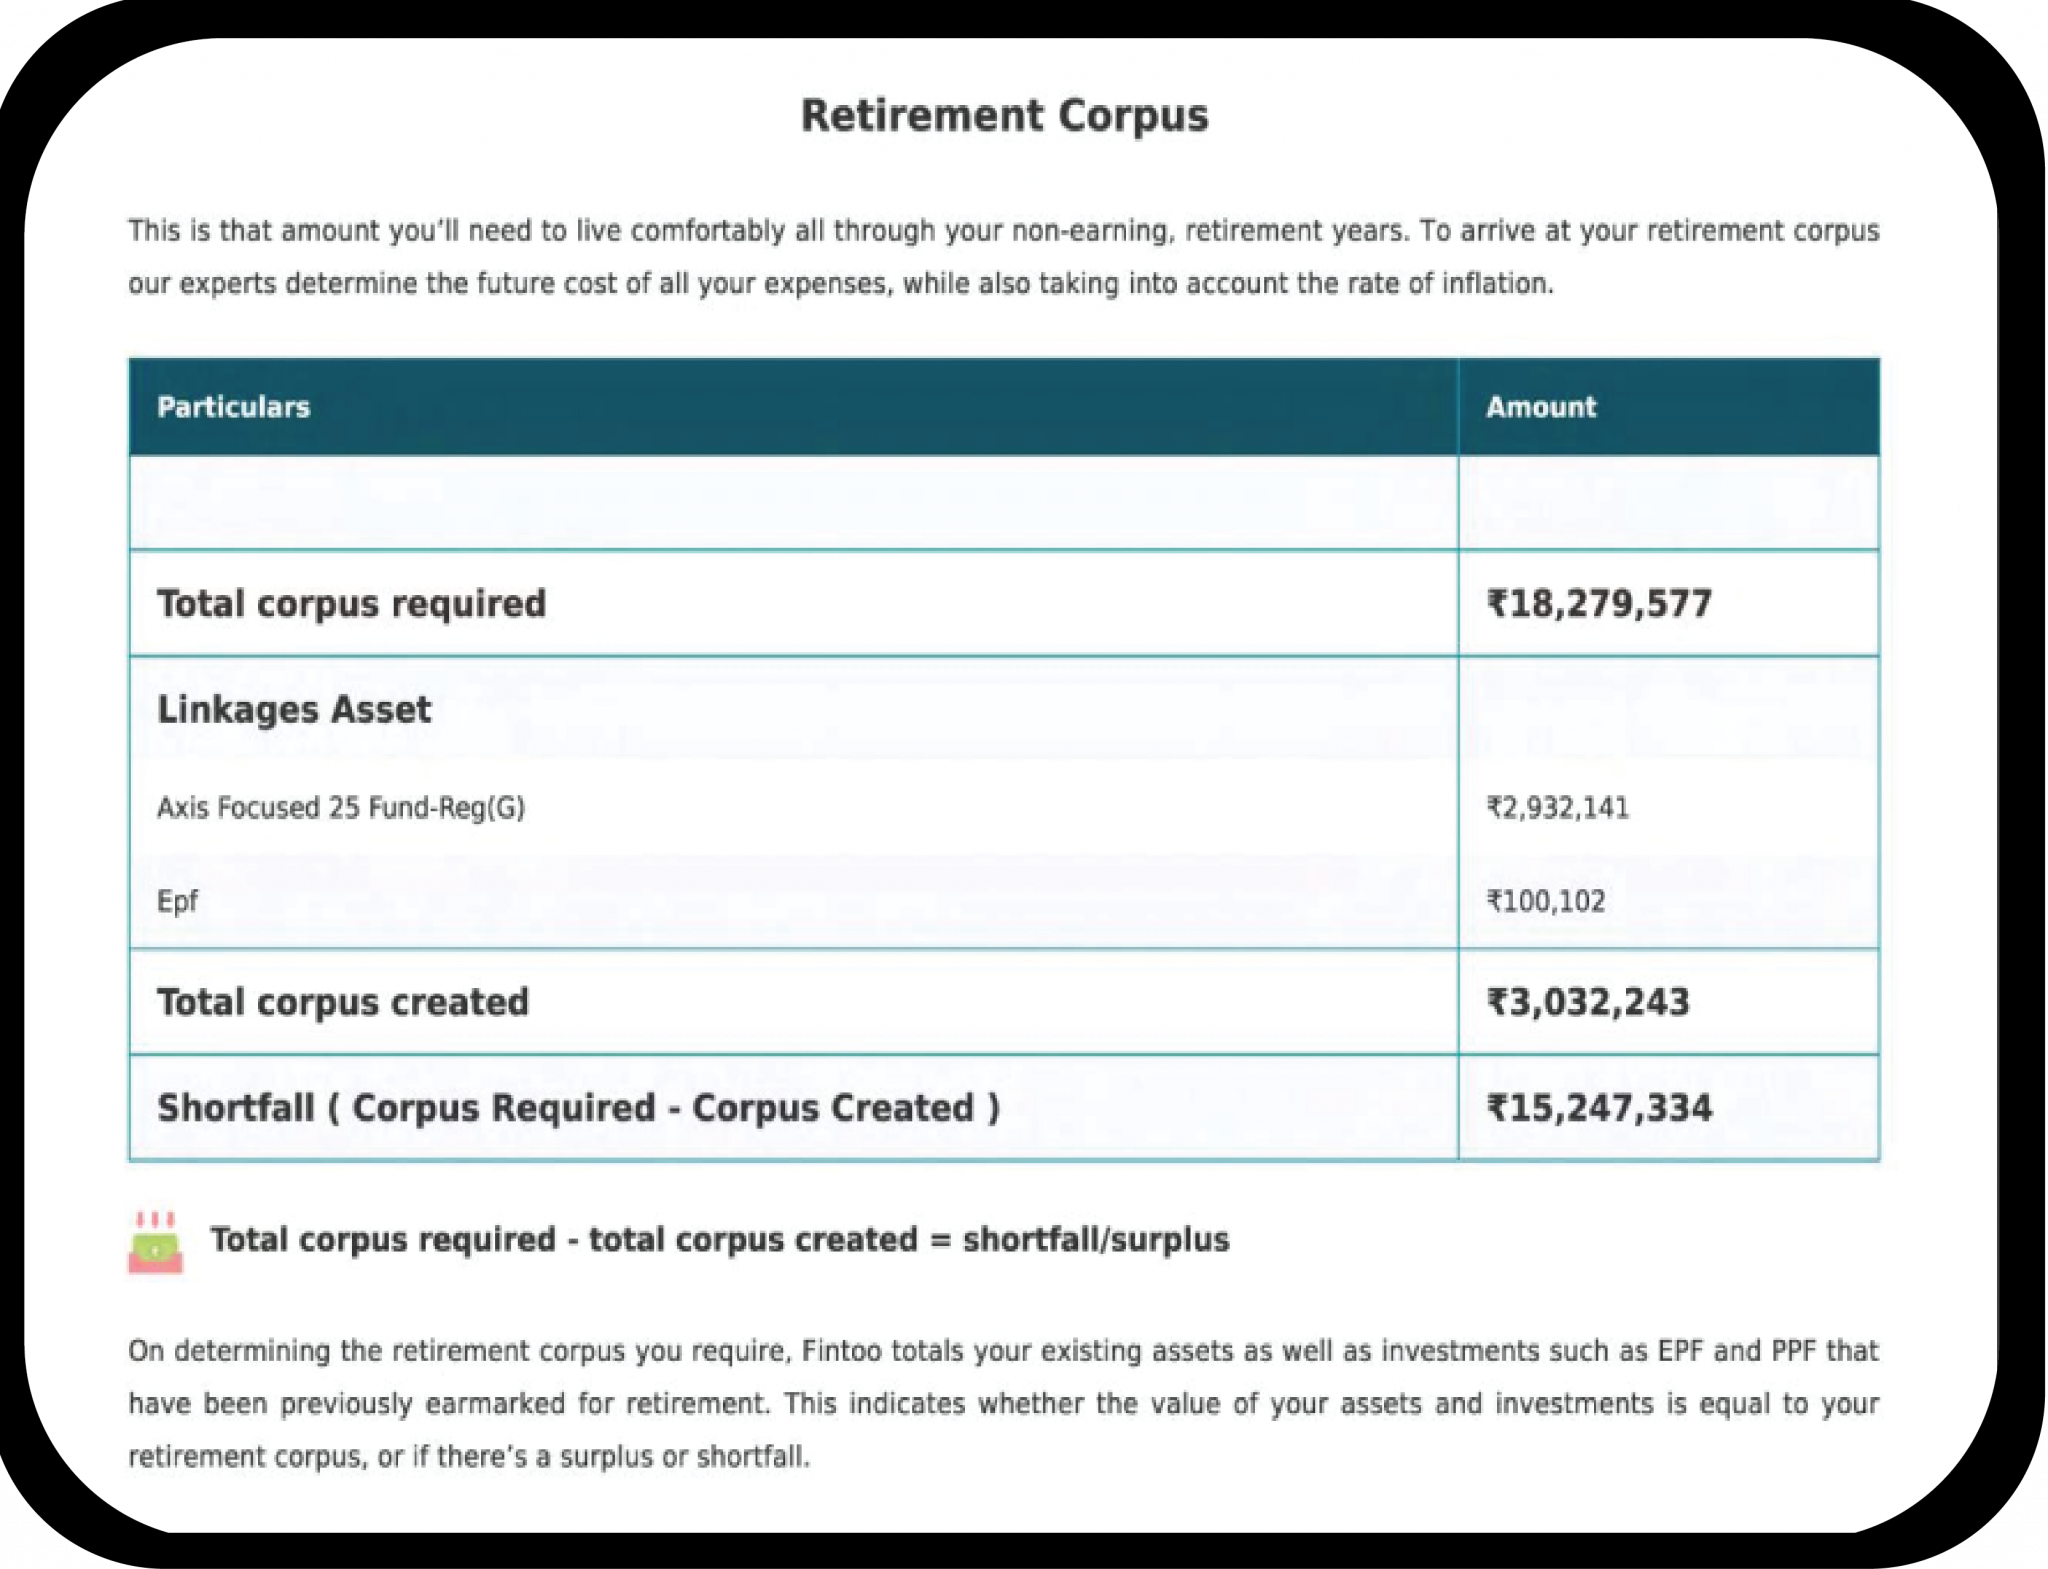 Retirement Corpus
This is that amount you’ll need to live comfortably all through your non-earning, retirement years. To arrive at your retirement corpus
our experts determine the future cost of all your expenses, while also taking into account the rate of inflation.
Particulars Amount
Total corpus required ₹18,279,577
Linkages Asset
Axis Focused 25 Fund-Reg(G) ₹2,932,141
Epf ₹100,102
Total corpus created ₹3,032,243
Shortfall ( Corpus Required - Corpus Created ) ₹15,247,334
Total corpus required - total corpus created = shortfall/surplus
On determining the retirement corpus you require, Fintoo totals your existing assets as well as investments such as EPF and PPF that
have been previously earmarked for retirement. This indicates whether the value of your assets and investments is equal to your
retirement corpus, or if there’s a surplus or shortfall.